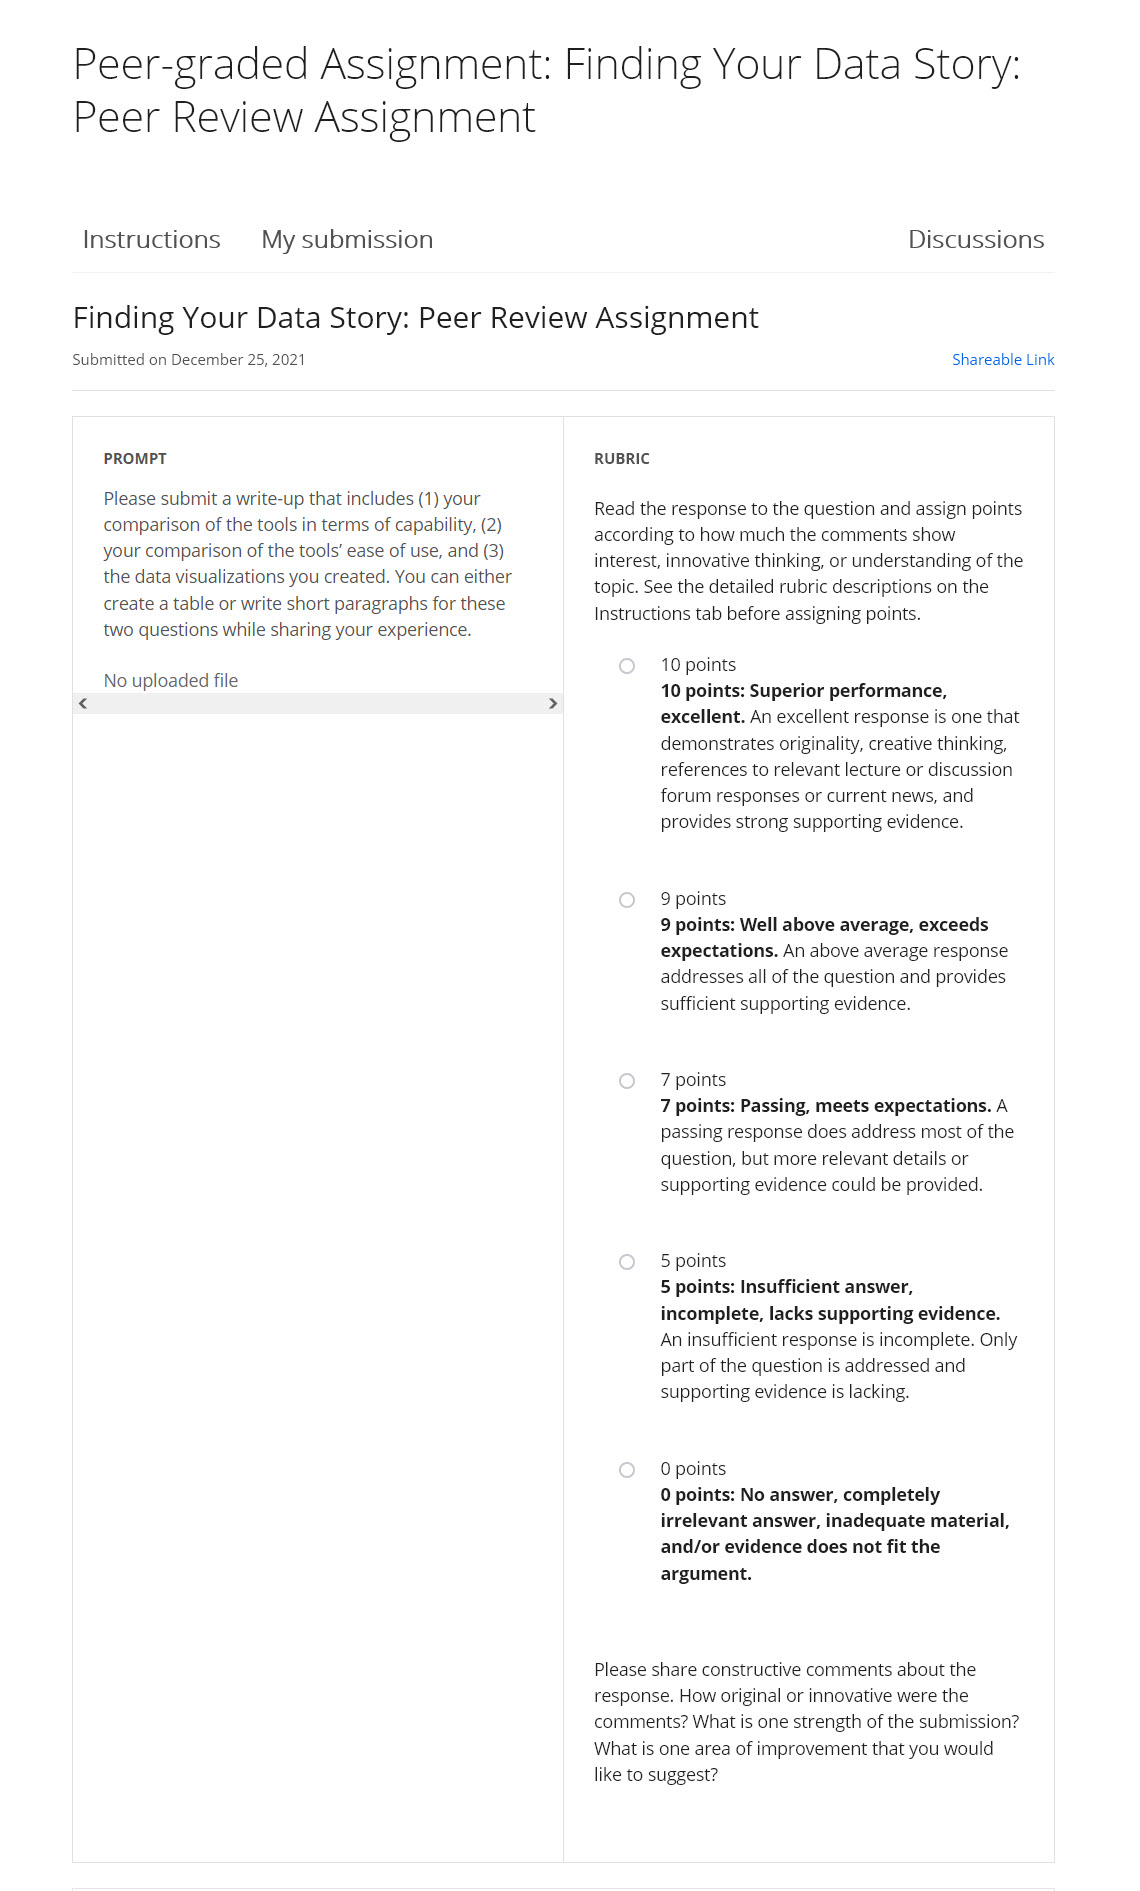 Peer-graded Assignment: Finding Your Data Story:
Peer Review Assignment
Instructions
My submission
Discussions
Finding Your Data Story: Peer Review Assignment
Submitted on December 25, 2021
Shareable Link
PROMPT
Please submit a write-up that includes (1) your
comparison of the tools in terms of capability, (2)
your comparison of the tools’ ease of use, and (3)
the data visualizations you created. You can either
create a table or write short paragraphs for these
two questions while sharing your experience.
No uploaded file
RUBRIC
Read the response to the question and assign points
according to how much the comments show
interest, innovative thinking, or understanding of the
topic. See the detailed rubric descriptions on the
Instructions tab before assigning points.
10 points
10 points: Superior performance,
excellent. An excellent response is one that
demonstrates originality, creative thinking,
references to relevant lecture or discussion
forum responses or current news, and
provides strong supporting evidence.
9 points
9 points: Well above average, exceeds
expectations. An above average response
addresses all of the question and provides
sufficient supporting evidence.
7 points
7 points: Passing, meets expectations. A
passing response does address most of the
question, but more relevant details or
supporting evidence could be provided.
5 points
5 points: Insufficient answer,
incomplete, lacks supporting evidence.
An insufficient response is incomplete. Only
part of the question is addressed and
supporting evidence is lacking.
0 points
0 points: No answer, completely
irrelevant answer, inadequate material,
and/or evidence does not fit the
argument.
Please share constructive comments about the
response. How original or innovative were the
comments? What is one strength of the submission?
What is one area of improvement that you would
like to suggest?